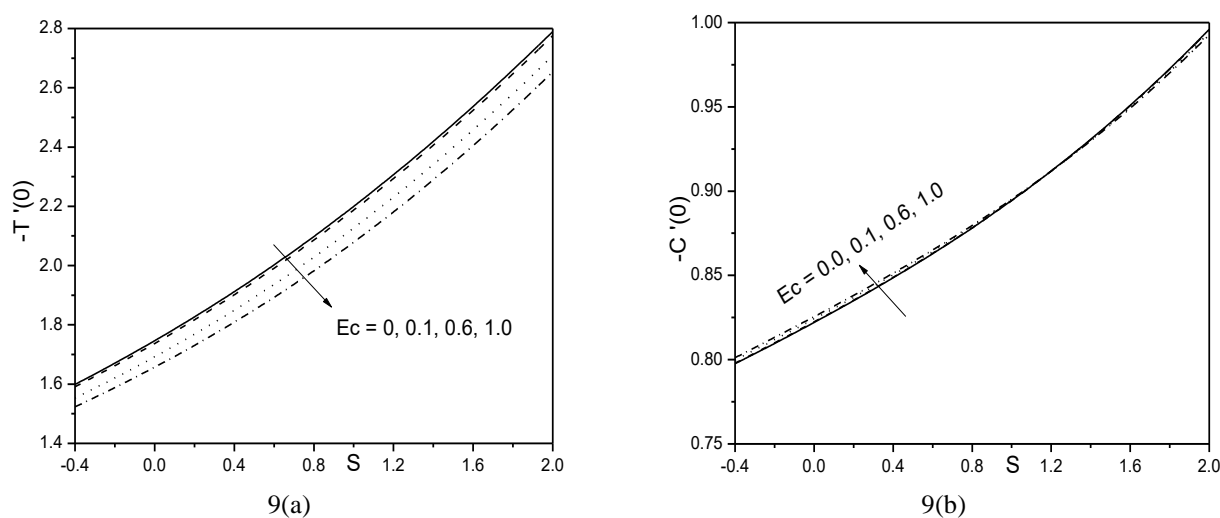 2.8
2.6
2.4
2.2
2.0
1.8
1.6
1.4
-T '(0)
Ec = 0, 0.1, 0.6, 1.0
-0.4 0.0 0.4 0.8 S 1.2 1.6 2.0
9(a)
1.00
0.95
0.90
0.85
0.80
0.75
-C '(0)
Ec = 0.0, 0.1, 0.6, 1.0
-0.4 0.0 0.4 0.8 S 1.2 1.6 2.0
9(b)